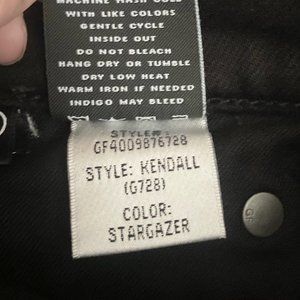 MACHINE WASH COLD
WITH LIKE COLORS
GENTLE CYCLE
INSIDE OUT
DO NOT BLEACH
HANG DRY OR TUMBLE
DRY LOW HEAT
WARM IRON IF NEEDED
INDIGO MAY BLEED
STYLE#:
GF4009876728
STYLE: KENDALL
(G728)
COLOR:
STARGAZER
GF